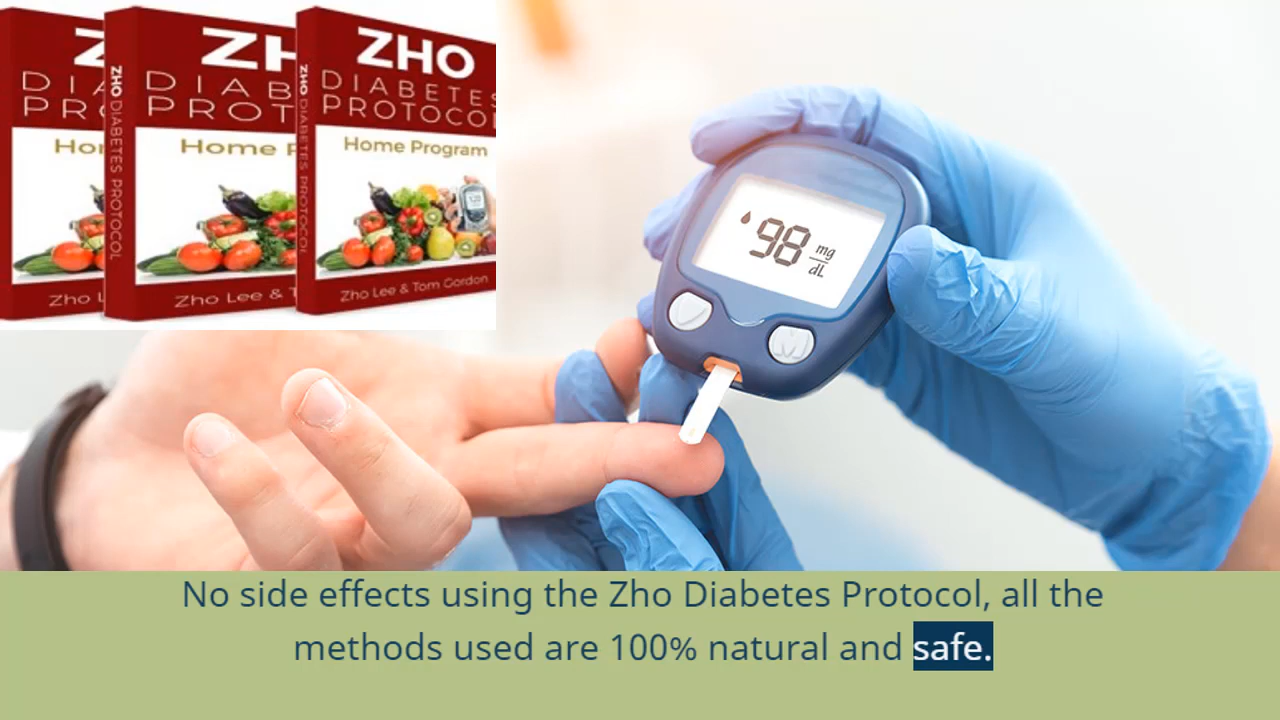 Z
DIA
PRO
Hor
Zho L
ZHO DIABETES PROTOCOL
ZH
DIAB
PROT
Home P
Zho Lee & T
ZHO DIABETES PROTOCOL
ZHO
DIABETES
PROTOCOL
Home Program
Zho Lee & Tom Gordon
98 mg
dL
M
No side effects using the Zho Diabetes Protocol, all the
methods used are 100% natural and safe.